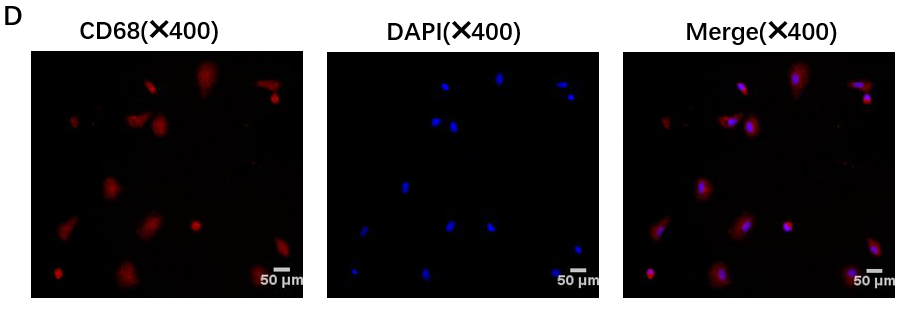 D
CD68(×400) DAPI(×400) Merge(×400)
50 μm 50 μm 50 μm